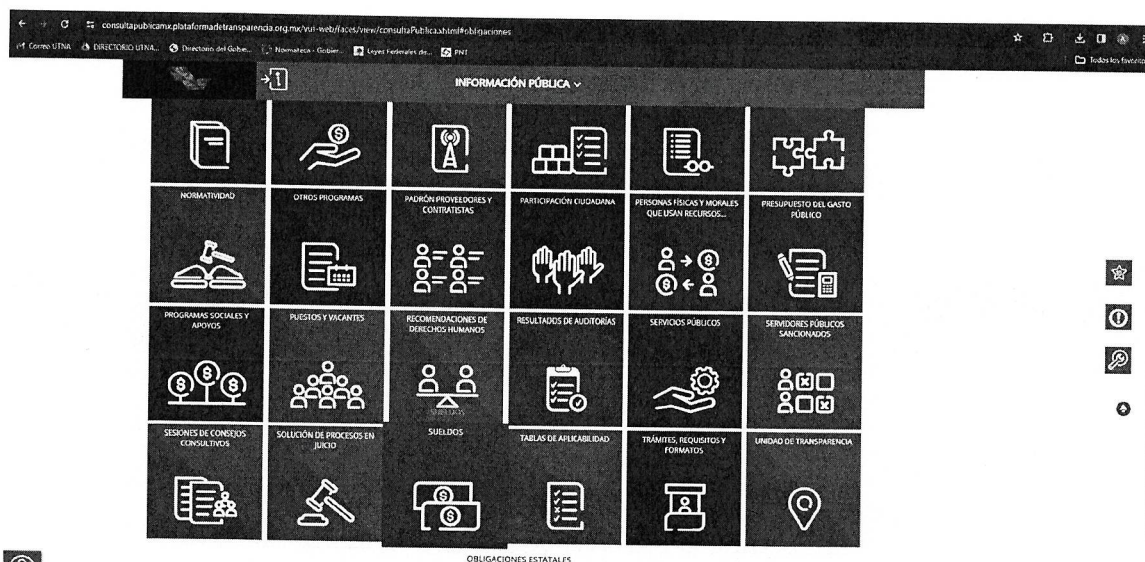 consultapublicamx.plataformadetransparencia.org.mx/vut-web/faces/view/consultaPublica.xhtml#obligaciones
Correo UTNA DIRECTORIO UTNA... Directorio del Gobie... Normateca - Gobier... Leyes Federales de... PNT
Todos los favoritos
INFORMACIÓN PÚBLICA
NORMATIVIDAD
OTROS PROGRAMAS
PADRÓN PROVEEDORES Y
CONTRATISTAS
PARTICIPACIÓN CIUDADANA
PERSONAS FÍSICAS Y MORALES
QUE USAN RECURSOS...
PRESUPUESTO DEL GASTO
PÚBLICO
PROGRAMAS SOCIALES Y
APOYOS
PUESTOS Y VACANTES
RECOMENDACIONES DE
DERECHOS HUMANOS
RESULTADOS DE AUDITORÍAS
SERVICIOS PÚBLICOS
SERVIDORES PÚBLICOS
SANCIONADOS
SUELDOS
SESIONES DE CONSEJOS
CONSULTIVOS
SOLUCIÓN DE PROCESOS EN
JUICIO
SUELDOS
TABLAS DE APLICABILIDAD
TRÁMITES, REQUISITOS Y
FORMATOS
UNIDAD DE TRANSPARENCIA
OBLIGACIONES ESTATALES